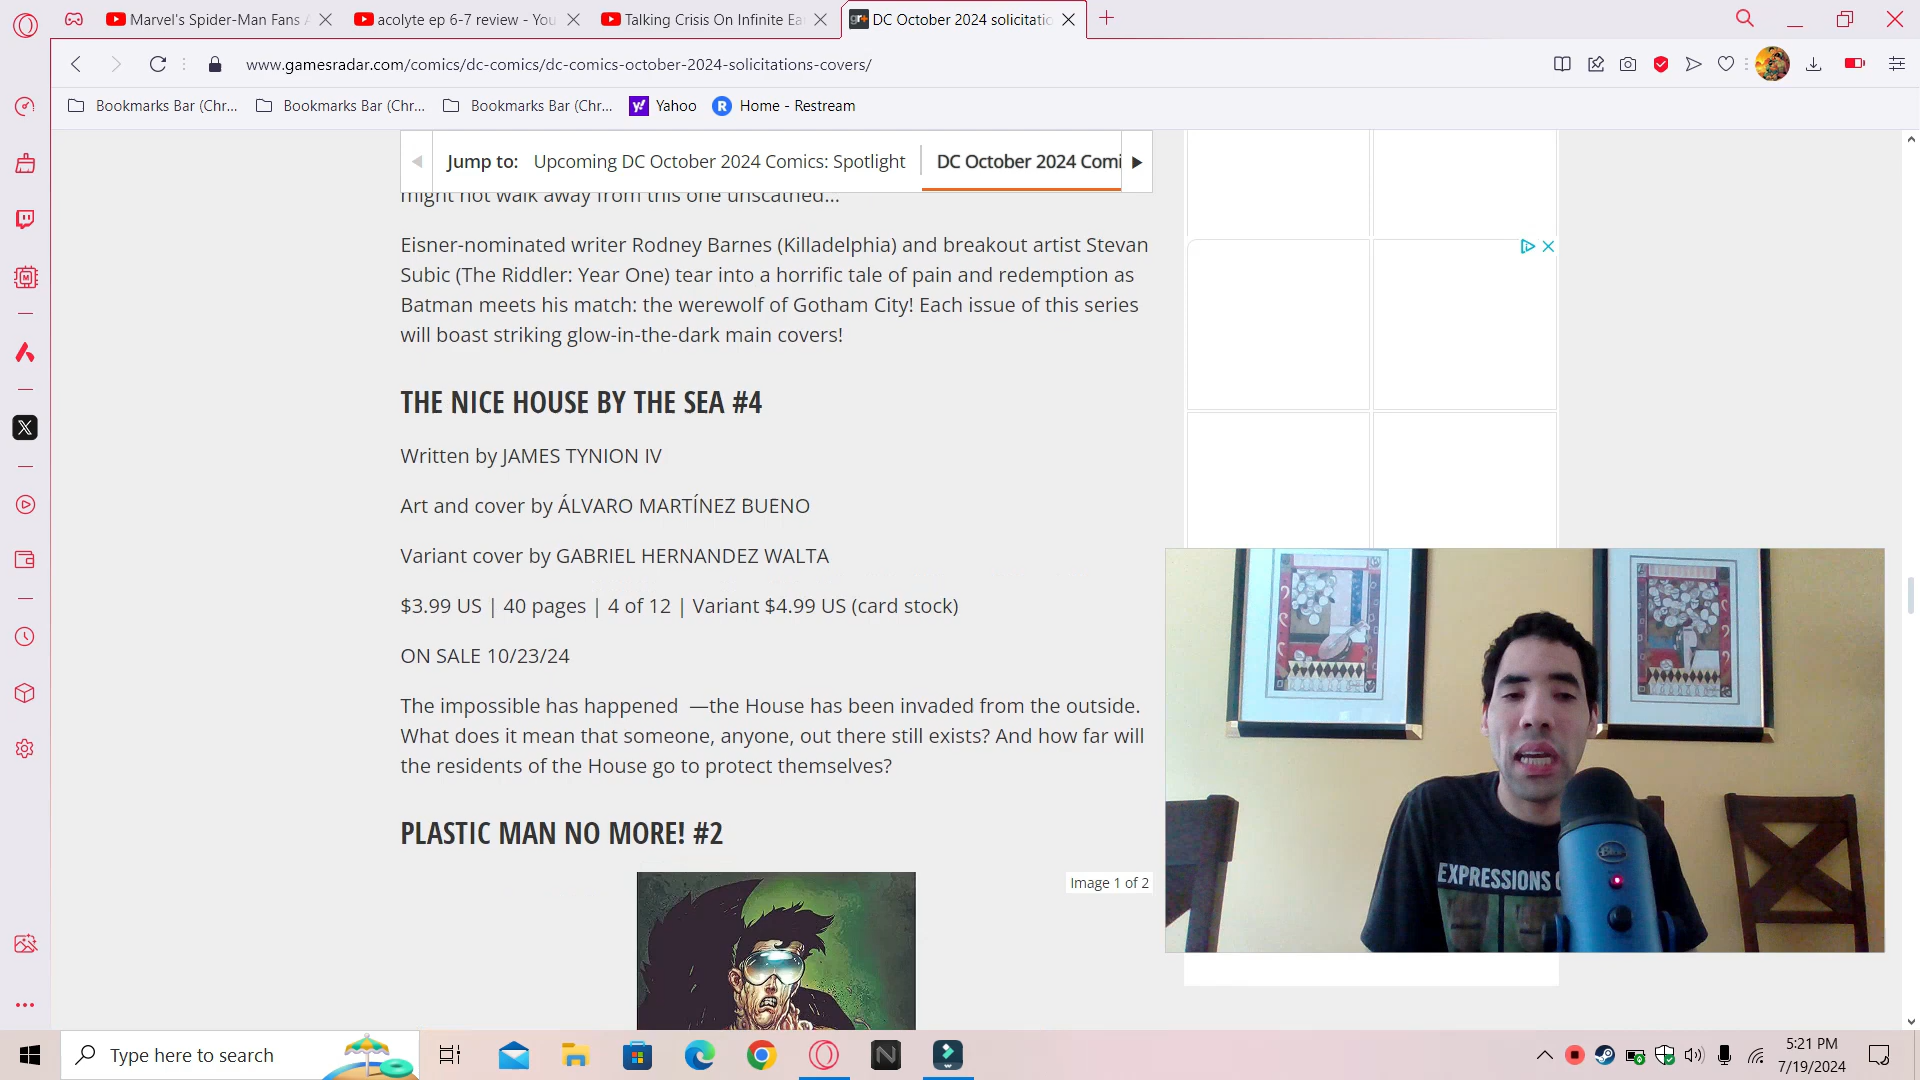 Marvel's Spider-Man Fans
acolyte ep 6-7 review - You
Talking Crisis On Infinite Ea
DC October 2024 solicitatio
www.gamesradar.com/comics/dc-comics/dc-comics-october-2024-solicitations-covers/
Bookmarks Bar (Chr...
Bookmarks Bar (Chr...
Bookmarks Bar (Chr...
Yahoo
Home - Restream
Jump to:
Upcoming DC October 2024 Comics: Spotlight
DC October 2024 Comi
might not walk away from this one unscathed...
Eisner-nominated writer Rodney Barnes (Killadelphia) and breakout artist Stevan
Subic (The Riddler: Year One) tear into a horrific tale of pain and redemption as
Batman meets his match: the werewolf of Gotham City! Each issue of this series
will boast striking glow-in-the-dark main covers!
THE NICE HOUSE BY THE SEA #4
Written by JAMES TYNION IV
Art and cover by ÁLVARO MARTÍNEZ BUENO
Variant cover by GABRIEL HERNANDEZ WALTA
$3.99 US | 40 pages | 4 of 12 | Variant $4.99 US (card stock)
ON SALE 10/23/24
The impossible has happened —the House has been invaded from the outside.
What does it mean that someone, anyone, out there still exists? And how far will
the residents of the House go to protect themselves?
PLASTIC MAN NO MORE! #2
Image 1 of 2
EXPRESSIONS
Blue
Type here to search
5:21 PM
7/19/2024